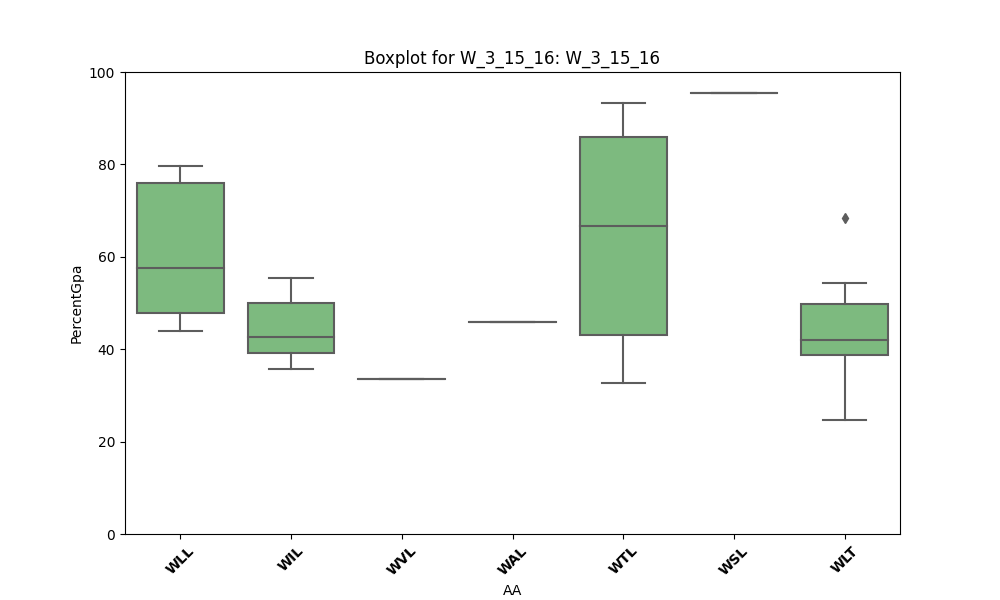 Boxplot for W_3_15_16: W_3_15_16
100
80
60
40
20
0
PercentGpa
WLL
WIL
WVL
WAL
WTL
WSL
WLT
AA